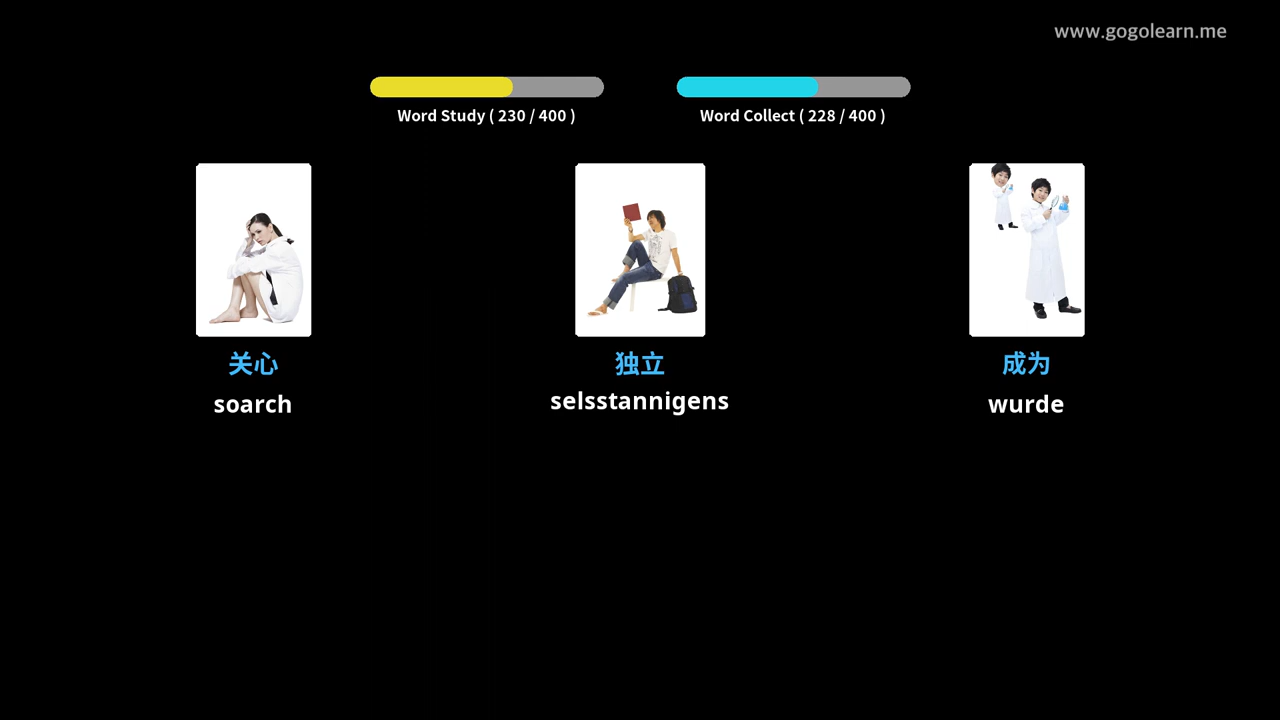 www.gogolearn.me
Word Study ( 230 / 400 )
Word Collect ( 228 / 400 )
关心
soarch
独立
selsstannigens
成为
wurde